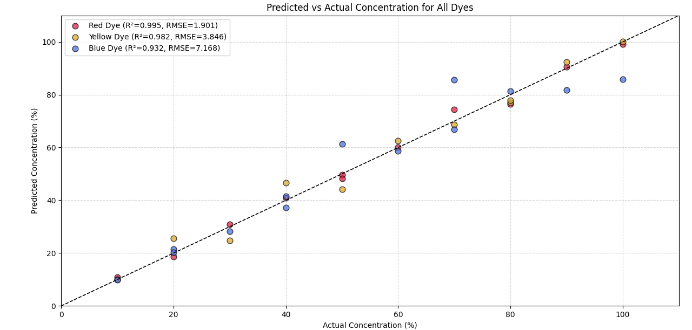 Predicted vs Actual Concentration for All Dyes
Red Dye (R²=0.995, RMSE=1.901)
Yellow Dye (R²=0.982, RMSE=3.846)
Blue Dye (R²=0.932, RMSE=7.168)
Predicted Concentration (%)
100
80
60
40
20
0
0 20 40 60 80 100
Actual Concentration (%)